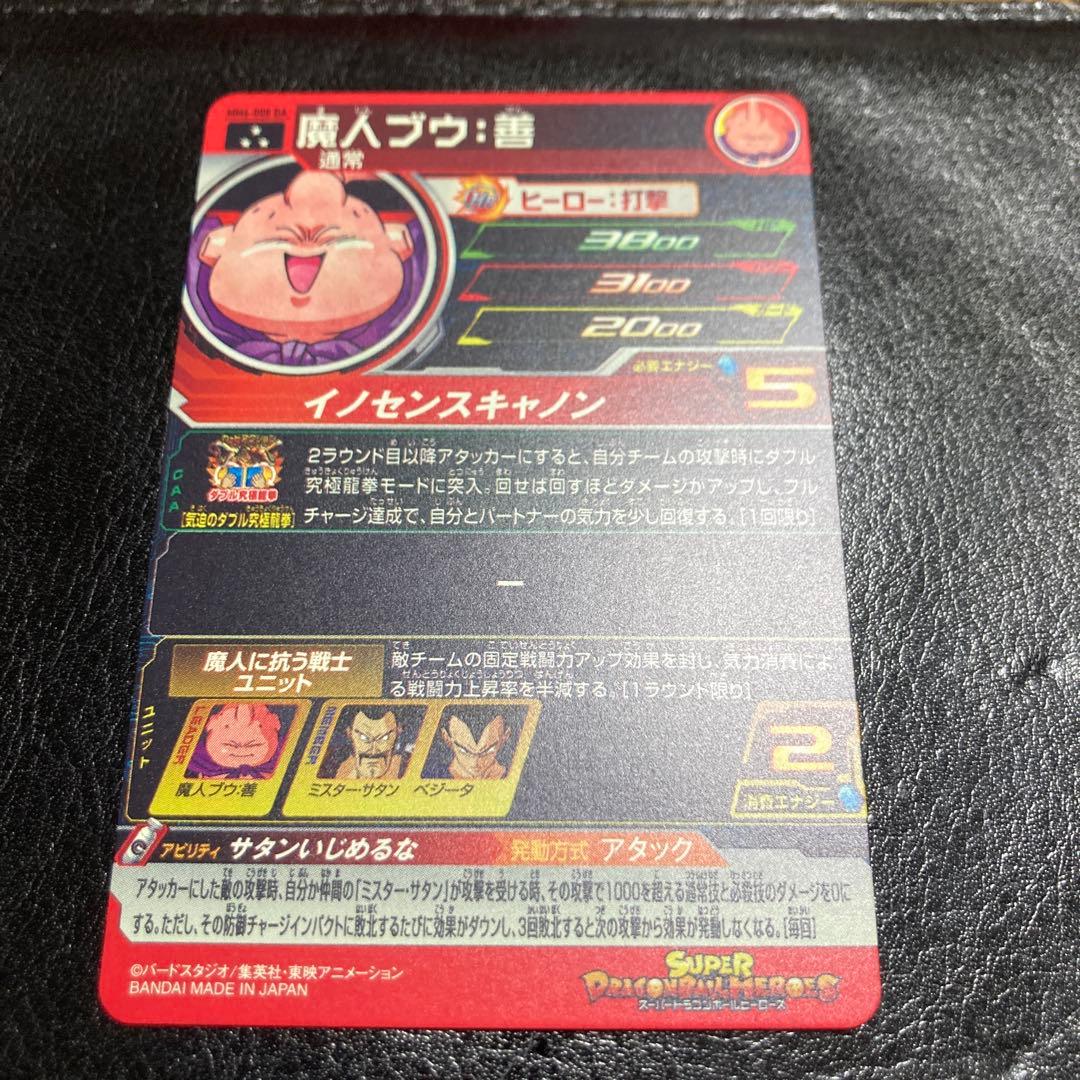 魔人ブウ:善
通常
ヒーロー:打撃
3800
3100
2000
必要エナジー 5
イノセンスキャノン
CAA
ダブル究極龍拳
[気迫のダブル究極龍拳]
2ラウンド目以降アタッカーにすると、自分チームの攻撃時にダブル
究極龍拳モードに突入。回せば回すほどダメージがアップし、フル
チャージ達成で、自分とパートナーの気力を少し回復する。[1回限り]
ー
ユニット
魔人に抗う戦士
ユニット
敵チームの固定戦闘力アップ効果を封じ、気力消費によ
る戦闘力上昇率を半減する。[1ラウンド限り]
LEADER
魔人ブウ:善
MEMBER
ミスター・サタン
ベジータ
2
消費エナジー
アビリティ サタンいじめるな 発動方式 アタック
アタッカーにした敵の攻撃時、自分か仲間の「ミスター・サタン」が攻撃を受ける時、その攻撃で1000を超える通常技と必殺技のダメージを0に
する。ただし、その防御チャージインパクトに敗北するたびに効果がダウンし、3回敗北すると次の攻撃から効果が発動しなくなる。[毎回]
©バードスタジオ/集英社・東映アニメーション
BANDAI MADE IN JAPAN
SUPER
DRAGONBALL HEROES
スーパードラゴンボールヒーローズ